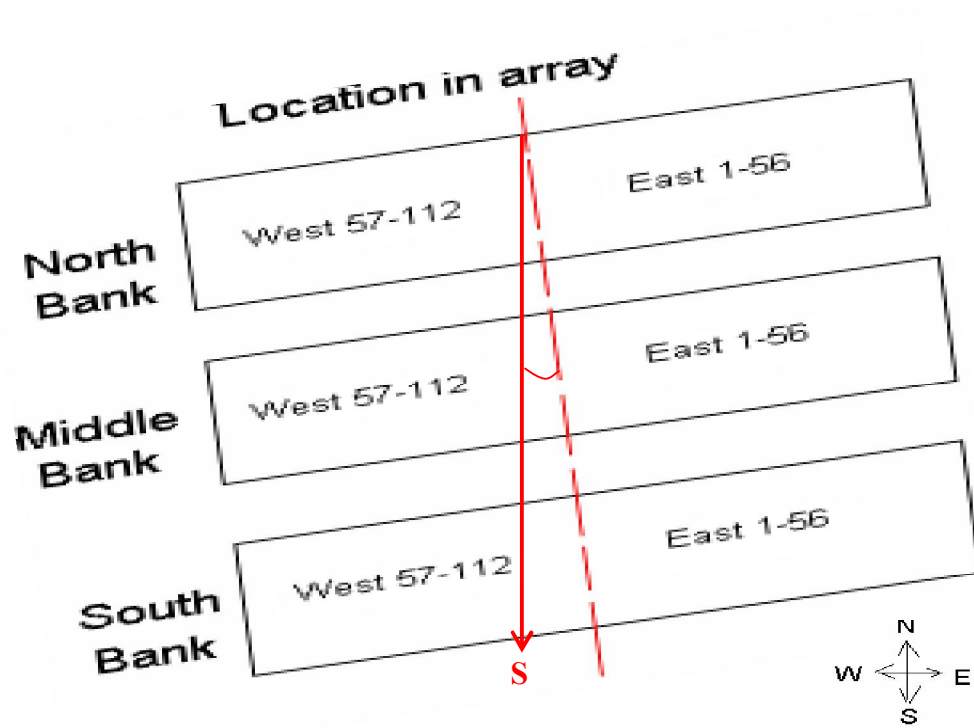 Location in array
North
Bank
West 57-112
East 1-56
Middle
Bank
West 57-112
East 1-56
South
Bank
West 57-112
East 1-56
S
N
W
E
S